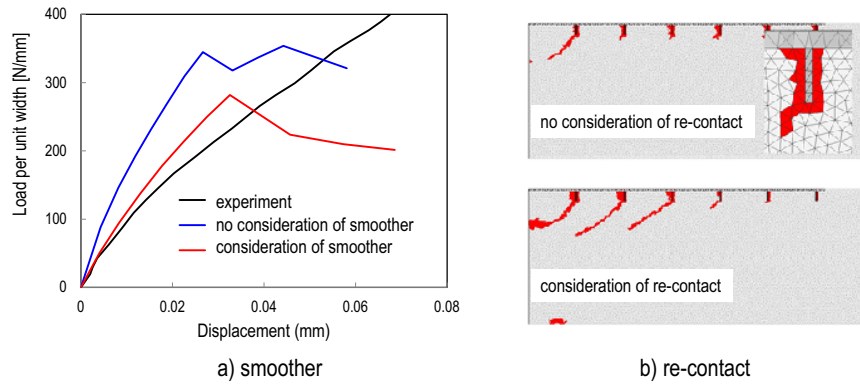 400
300
200
100
0
Load per unit width [N/mm]
experiment
no consideration of smoother
consideration of smoother
0
0.02
0.04
0.06
0.08
Displacement (mm)
a) smoother
no consideration of re-contact
consideration of re-contact
b) re-contact